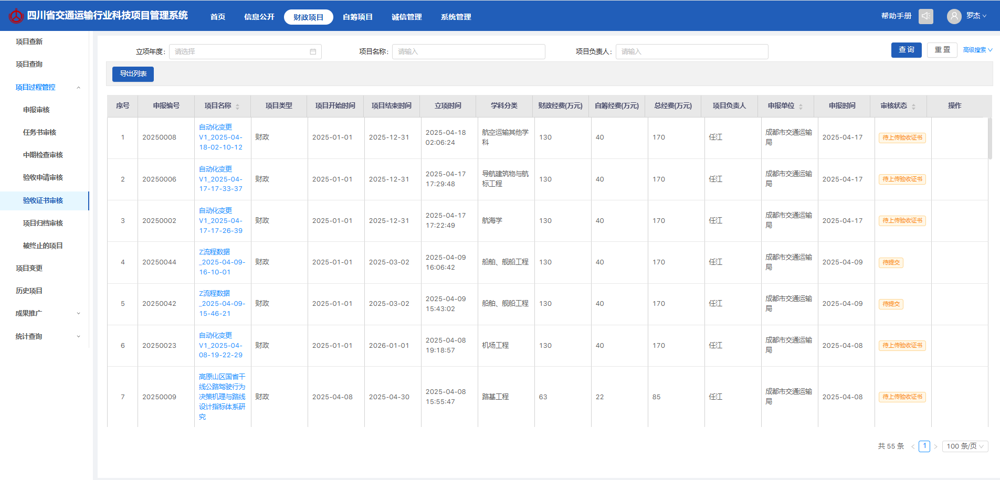 四川省交通运输行业科技项目管理系统 首页 信息公开 财政项目 自筹项目 诚信管理 系统管理 帮助手册 罗杰
项目查新
项目查询
项目过程管控
申报审核
任务书审核
中期检查审核
验收申请审核
验收证书审核
项目归档审核
被终止的项目
项目变更
历史项目
成果推广
统计查询
立项年度: 请选择 项目名称: 请输入 项目负责人: 请输入 查 询 重 置 高级搜索
导出列表
序号 申报编号 项目名称 项目类型 项目开始时间 项目结束时间 立项时间 学科分类 财政经费(万元) 自筹经费(万元) 总经费(万元) 项目负责人 申报单位 申报时间 审核状态 操作
1 20250008 自动化变更V1_2025-04-18-02-10-12 财政 2025-01-01 2025-12-31 2025-04-18 02:06:24 航空运输其他学科 130 40 170 任江 成都市交通运输局 2025-04-17 待上传验收证书
2 20250006 自动化变更V1_2025-04-17-17-33-37 财政 2025-01-01 2025-12-31 2025-04-17 17:29:48 导航建筑物与航标工程 130 40 170 任江 成都市交通运输局 2025-04-17 待上传验收证书
3 20250002 自动化变更V1_2025-04-17-17-26-39 财政 2025-01-01 2025-12-31 2025-04-17 17:22:49 航海学 130 40 170 任江 成都市交通运输局 2025-04-17 待上传验收证书
4 20250044 Z流程数据_2025-04-09-16-10-01 财政 2025-01-01 2025-03-02 2025-04-09 16:06:42 船舶、舰船工程 130 40 170 任江 成都市交通运输局 2025-04-09 待提交
5 20250042 Z流程数据_2025-04-09-15-46-21 财政 2025-01-01 2025-03-02 2025-04-09 15:43:02 船舶、舰船工程 130 40 170 任江 成都市交通运输局 2025-04-09 待提交
6 20250023 自动化变更V1_2025-04-08-19-22-29 财政 2025-01-01 2026-01-01 2025-04-08 19:18:57 机场工程 130 40 170 任江 成都市交通运输局 2025-04-08 待上传验收证书
7 20250009 高原山区国省干线公路驾驶行为决策机理与路线设计指标体系研究 财政 2025-04-08 2025-04-30 2025-04-08 15:55:47 路基工程 63 22 85 任江 成都市交通运输局 2025-04-08 待上传验收证书
共 55 条 < 1 > 100 条/页